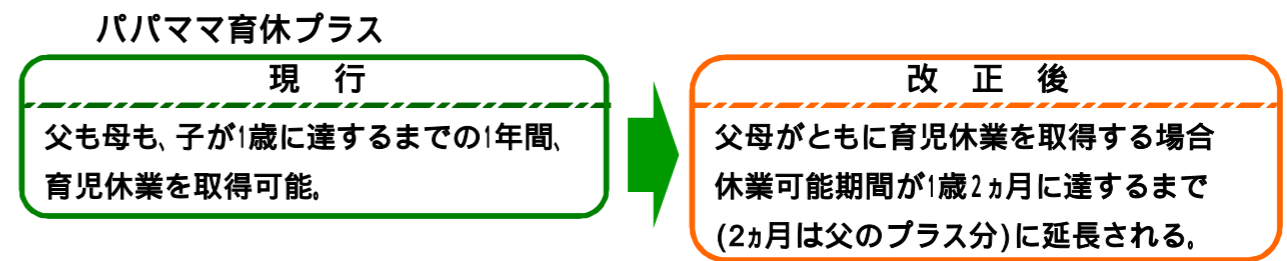 パパママ育休プラス
現 行
父も母も、子が1歳に達するまでの1年間、
育児休業を取得可能。
改 正 後
父母がともに育児休業を取得する場合
休業可能期間が1歳2ヵ月に達するまで
(2ヵ月は父のプラス分)に延長される。